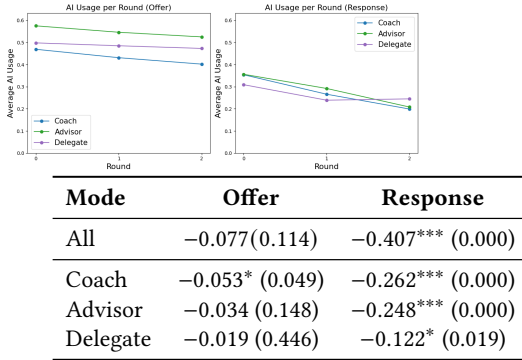 AI Usage per Round (Offer)
0.6
0.5
0.4
0.3
0.2
0.1
0.0
Average AI Usage
Coach
Advisor
Delegate
0 1 2
Round
AI Usage per Round (Response)
0.6
0.5
0.4
0.3
0.2
0.1
0.0
Average AI Usage
Coach
Advisor
Delegate
0 1 2
Round
Mode Offer Response
All −0.077(0.114) −0.407*** (0.000)
Coach −0.053* (0.049) −0.262*** (0.000)
Advisor −0.034 (0.148) −0.248*** (0.000)
Delegate −0.019 (0.446) −0.122* (0.019)